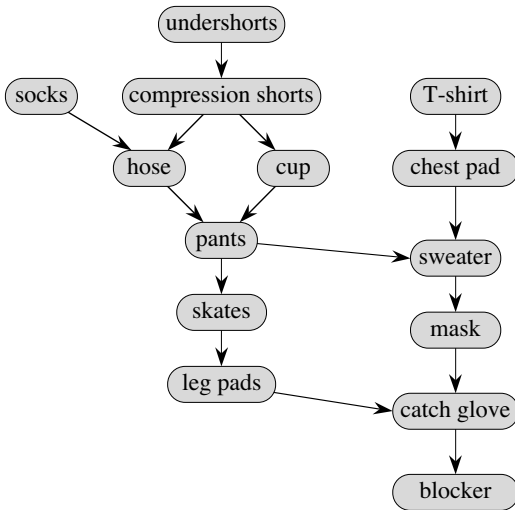 undershorts
socks
compression shorts
T-shirt
hose
cup
chest pad
pants
sweater
skates
mask
leg pads
catch glove
blocker